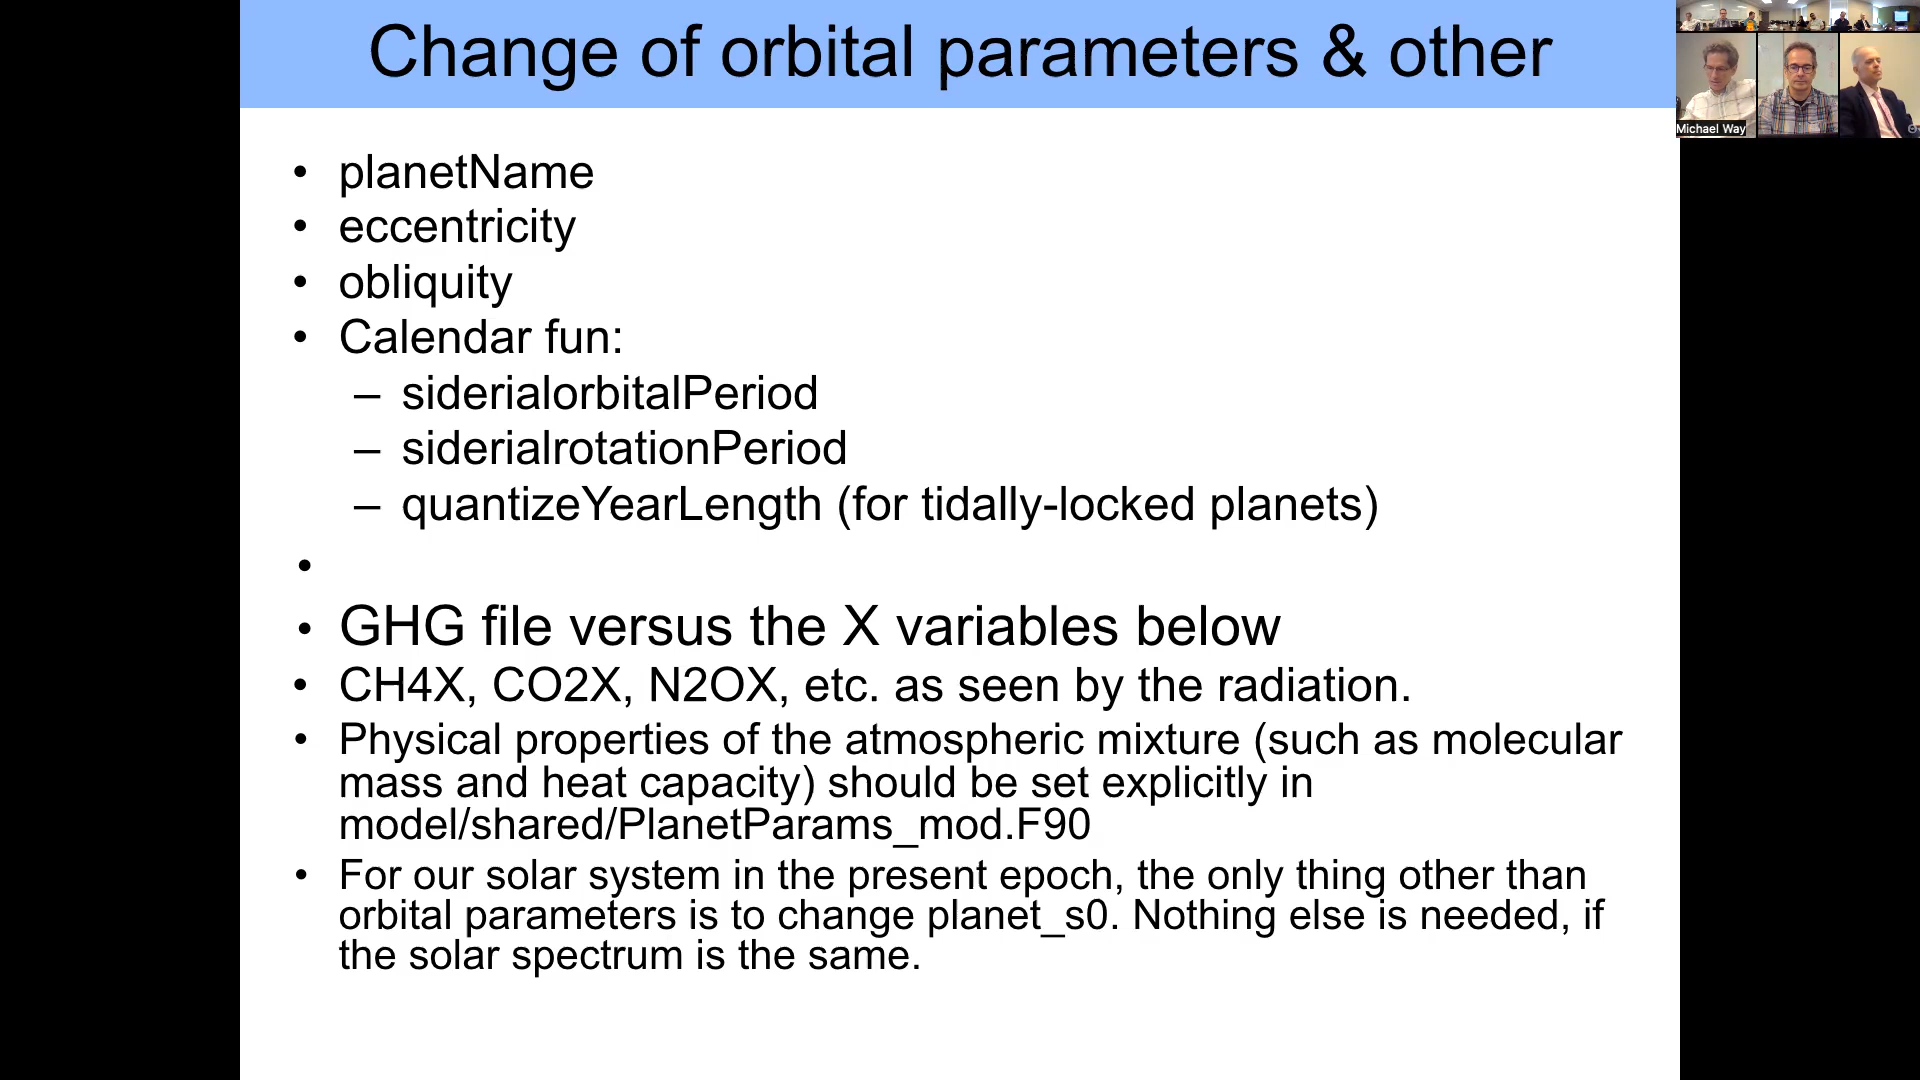 Change of orbital parameters & other
Michael Way
• planetName
• eccentricity
• obliquity
• Calendar fun:
– siderialorbitalPeriod
– siderialrotationPeriod
– quantizeYearLength (for tidally-locked planets)
•
• GHG file versus the X variables below
• CH4X, CO2X, N2OX, etc. as seen by the radiation.
• Physical properties of the atmospheric mixture (such as molecular
mass and heat capacity) should be set explicitly in
model/shared/PlanetParams_mod.F90
• For our solar system in the present epoch, the only thing other than
orbital parameters is to change planet_s0. Nothing else is needed, if
the solar spectrum is the same.